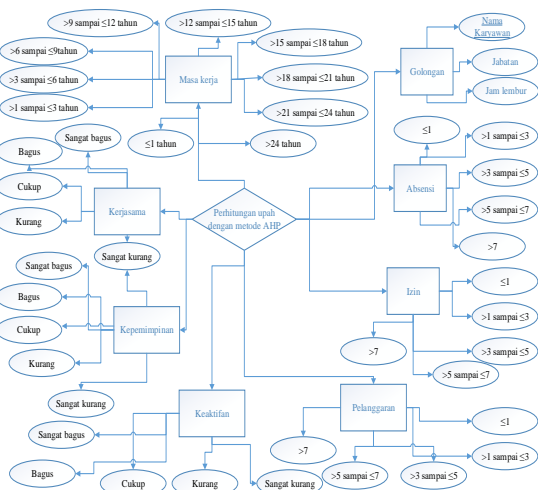 >9 sampai ≤12 tahun
>12 ≤15 tahun
>6 sampai ≤9tahun
>15 sampai ≤18 tahun
>3 sampai ≤6 tahun
Masa kerja
>18 sampai ≤21 tahun
>1 sampai ≤3 tahun
>21 sampai ≤24 tahun
≤1 tahun
>24 tahun
Nama
Karyawan
Golongan
Jabatan
Jam lembur
Sangat bagus
Bagus
Cukup
Kerjasama
Kurang
Sangat kurang
Perhitungan upah
dengan metode AHP
≤1
>1 sampai ≤3
Absensi
>3 sampai ≤5
>5 sampai ≤7
>7
Sangat bagus
Bagus
Cukup
Kepemimpinan
Kurang
Sangat kurang
Izin
≤1
>1 sampai ≤3
>7
>3 sampai ≤5
>5 sampai ≤7
Keaktifan
Sangat bagus
Bagus
Cukup
Kurang
Sangat kurang
Pelanggaran
≤1
>7
>1 sampai ≤3
>5 sampai ≤7
>3 sampai ≤5